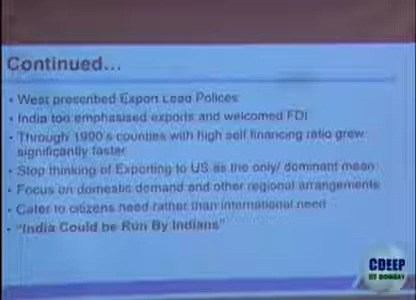 Continued...
• West prescribed Export Lead Polices
• India too emphasised exports and welcomed FDI
• Through 1990's counties with high self financing ratio grew
significantly faster
• Stop thinking of Exporting to US as the only/ dominant mean
• Focus on domestic demand and other regional arrangements
• Cater to citizens need rather than international need
• "India Could be Run By Indians"
CDEEP
IIT BOMBAY